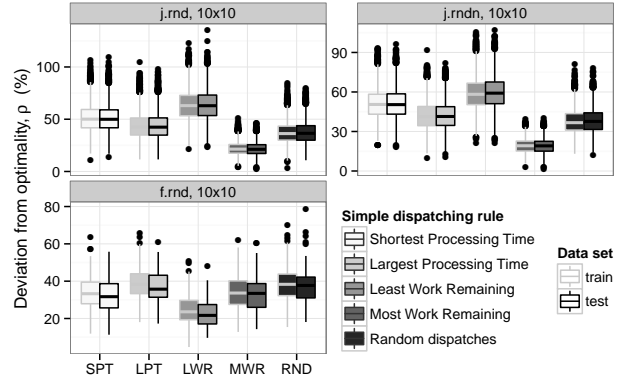 j.rnd, 10x10
j.rndn, 10x10
Deviation from optimality, ρ (%)
100
50
0
90
60
30
0
f.rnd, 10x10
80
60
40
20
SPT LPT LWR MWR RND
Simple dispatching rule
Shortest Processing Time
Largest Processing Time
Least Work Remaining
Most Work Remaining
Random dispatches
Data set
train
test